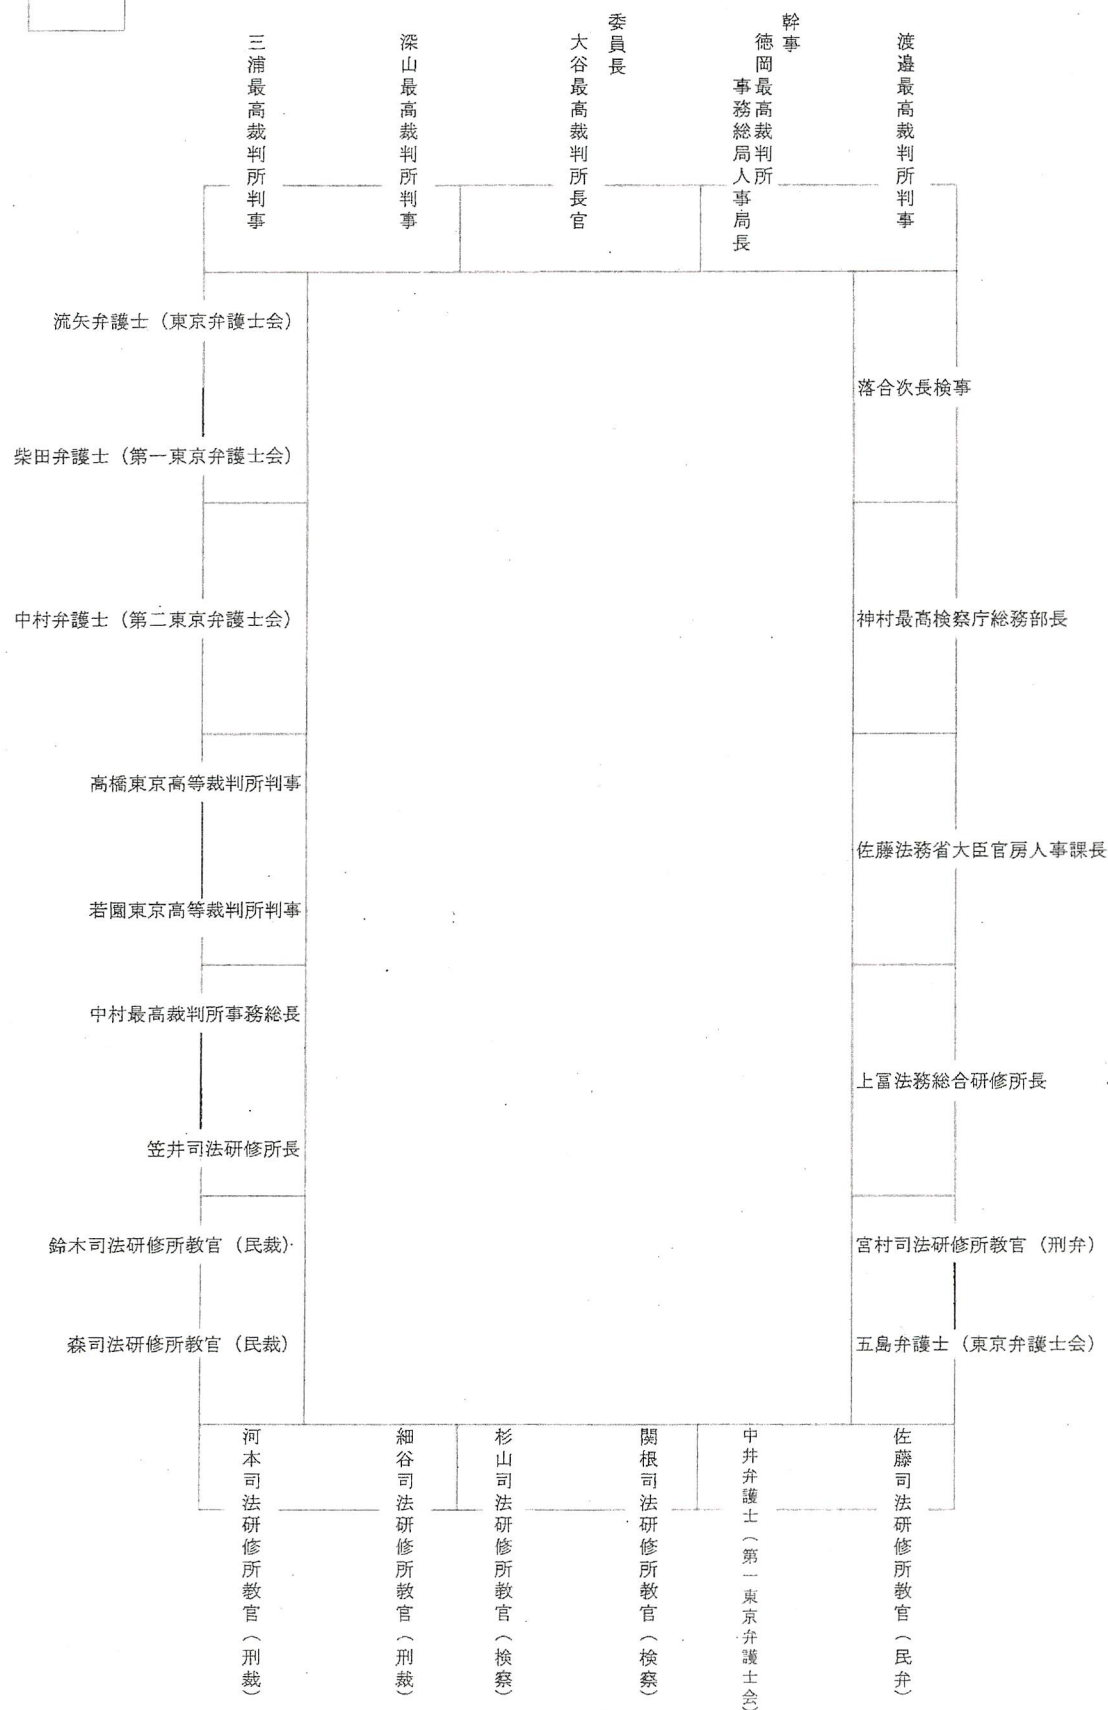 幹事
徳岡最高裁判所
事務総局人事局長
渡邉最高裁判所判事
委員長
大谷最高裁判所長官
深山最高裁判所判事
三浦最高裁判所判事
流矢弁護士（東京弁護士会）
柴田弁護士（第一東京弁護士会）
中村弁護士（第二東京弁護士会）
高橋東京高等裁判所判事
若園東京高等裁判所判事
中村最高裁判所事務総長
笠井司法研修所長
鈴木司法研修所教官（民裁）
森司法研修所教官（民裁）
落合次長検事
神村最高検察庁総務部長
佐藤法務省大臣官房人事課長
上冨法務総合研修所長
宮村司法研修所教官（刑弁）
五島弁護士（東京弁護士会）
佐藤司法研修所教官（民弁）
中井弁護士（第一東京弁護士会）
関根司法研修所教官（検察）
杉山司法研修所教官（検察）
細谷司法研修所教官（刑裁）
河本司法研修所教官（刑裁）